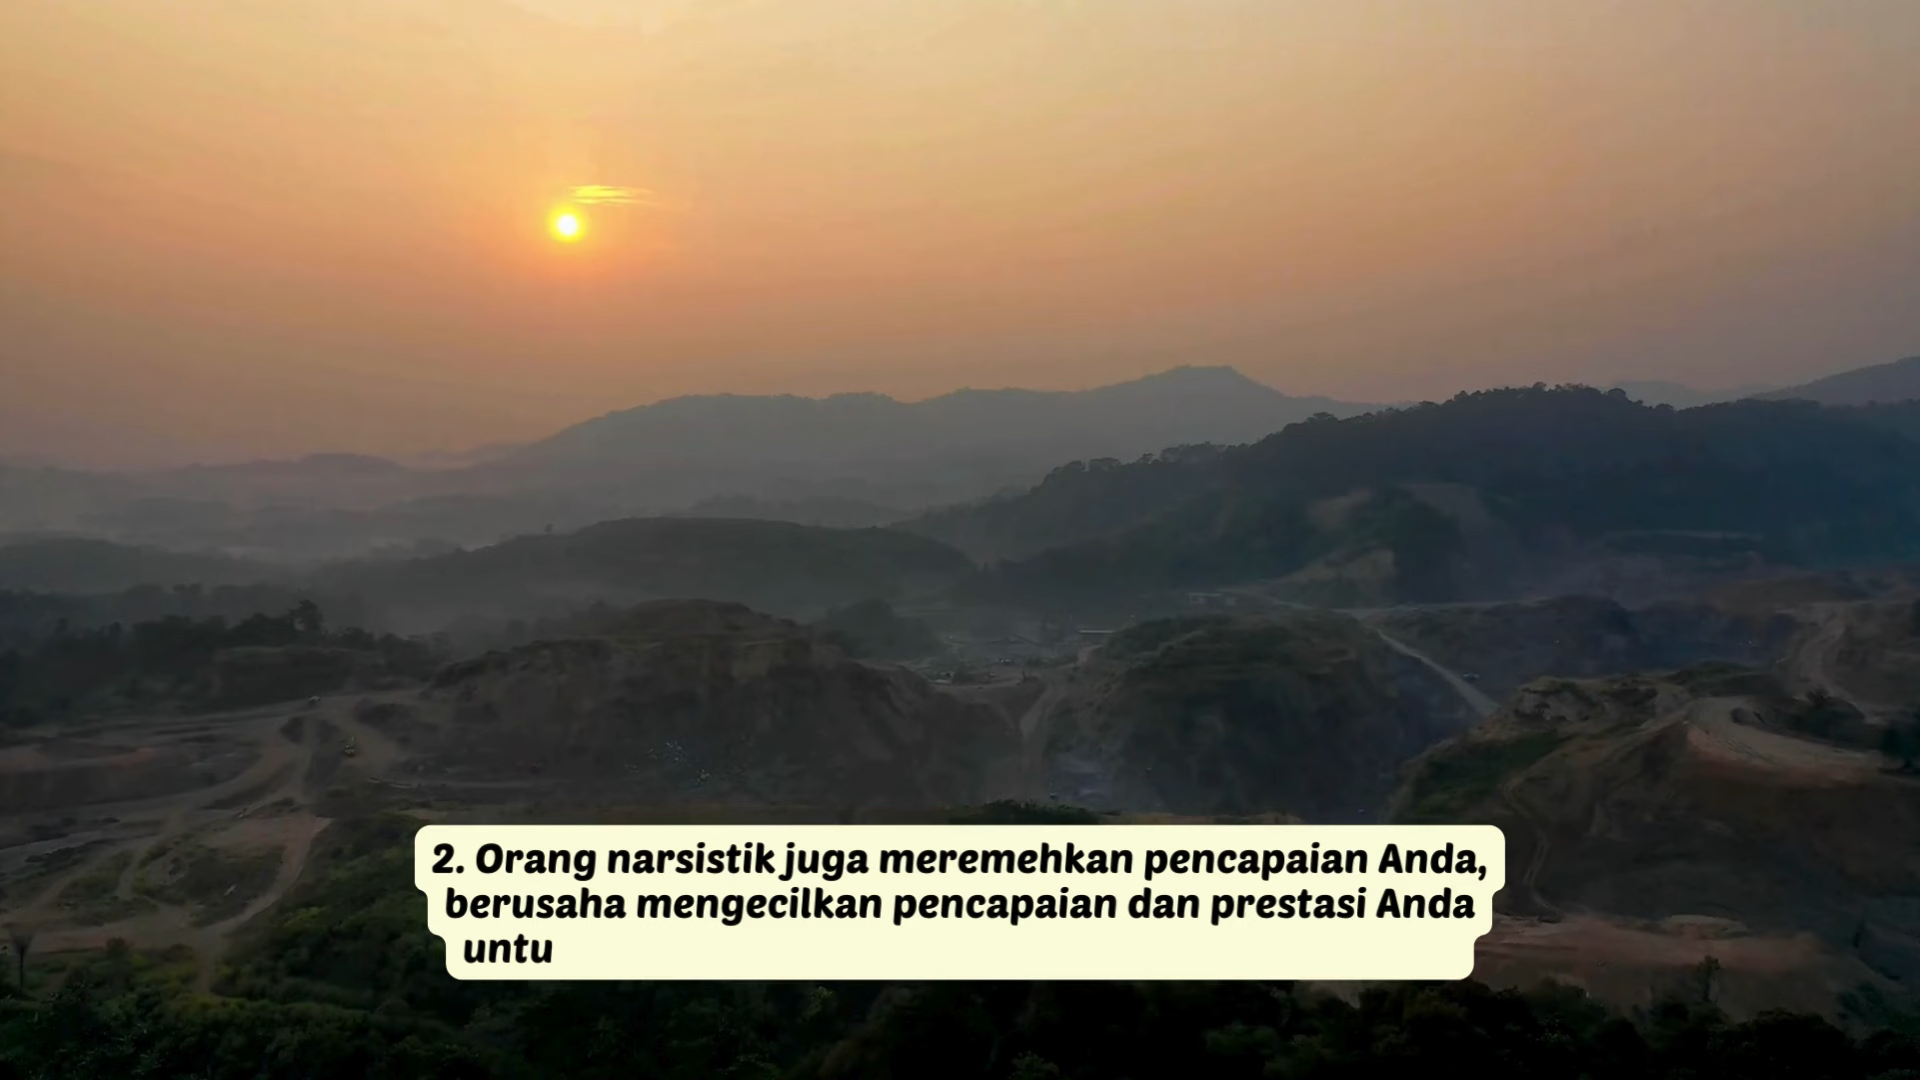 2. Orang narsistik juga meremehkan pencapaian Anda,
berusaha mengecilkan pencapaian dan prestasi Anda
untu